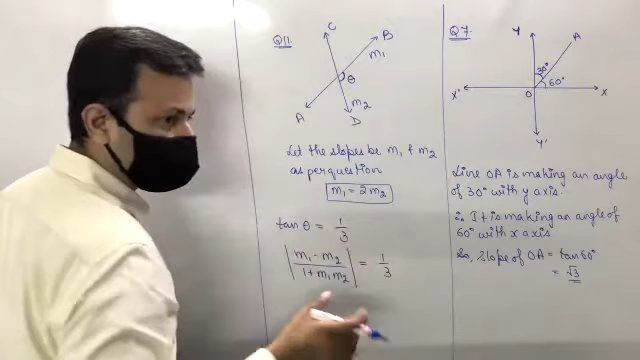 Q11.
C
B
m₁
θ
m₂
A
D
Let the slopes be m₁ & m₂
as per question
m₁ = 2m₂
tan θ = 1/3
|m₁ - m₂ / 1 + m₁m₂| = 1/3
Q7.
Y
A
30°
60°
X'
O
X
Y'
Line OA is making an angle
of 30° with y axis.
∴ It is making an angle of
60° with x axis
So, Slope of OA = tan 60°
= √3